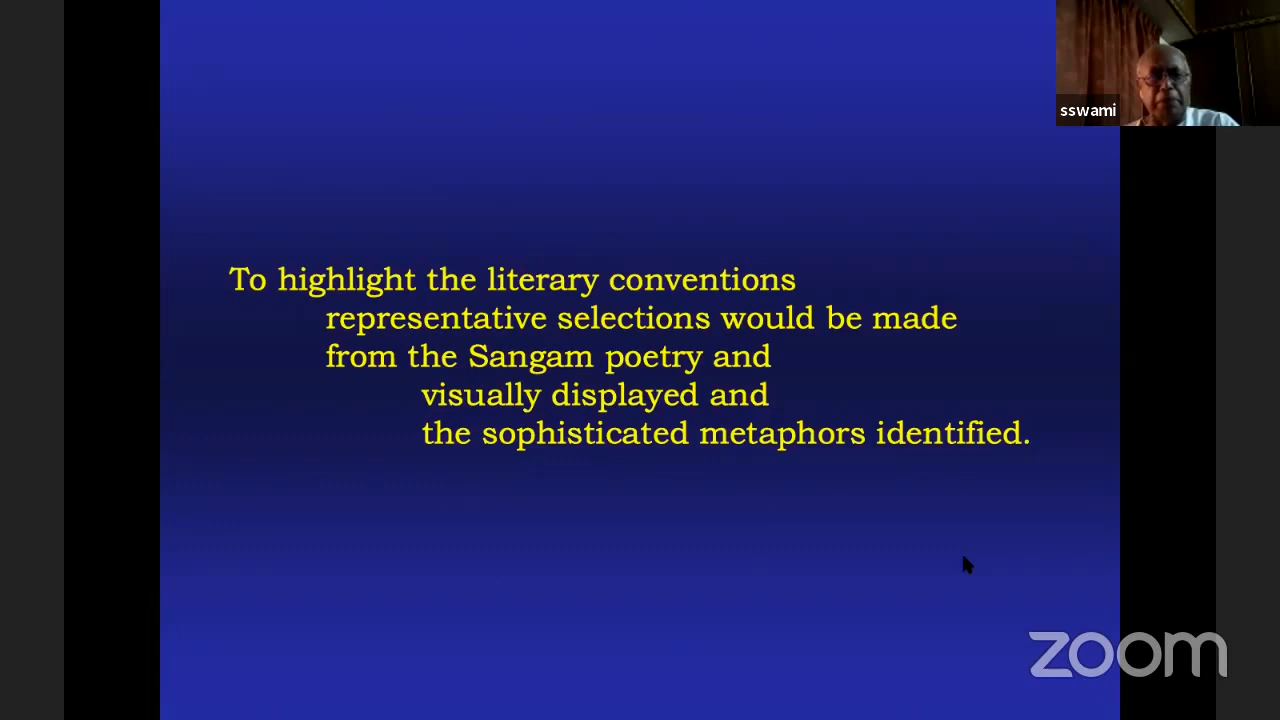 sswami
To highlight the literary conventions
representative selections would be made
from the Sangam poetry and
visually displayed and
the sophisticated metaphors identified.
zoom